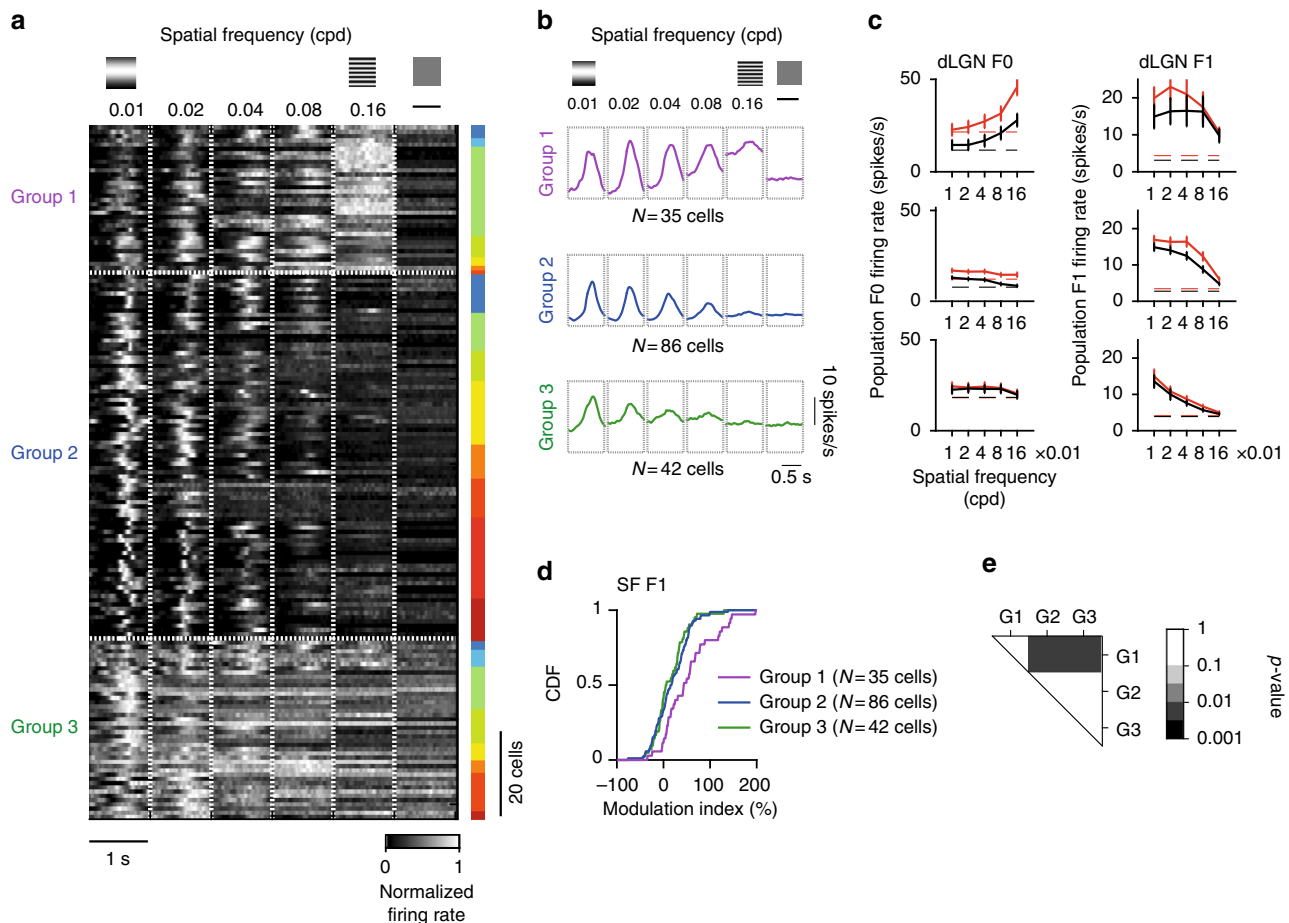 a
Spatial frequency (cpd)
0.01 0.02 0.04 0.08 0.16
Group 1
Group 2
Group 3
20 cells
1 s
0 1
Normalized
firing rate
b
Spatial frequency (cpd)
0.01 0.02 0.04 0.08 0.16
Group 1
N=35 cells
Group 2
N=86 cells
Group 3
N=42 cells
10 spikes/s
0.5 s
c
dLGN F0
dLGN F1
Population F0 firing rate (spikes/s)
50
0
1 2 4 8 16
50
0
1 2 4 8 16
50
0
1 2 4 8 16 ×0.01
Spatial frequency
(cpd)
Population F1 firing rate (spikes/s)
20
10
0
1 2 4 8 16
20
10
0
1 2 4 8 16
20
10
0
1 2 4 8 16 ×0.01
d
SF F1
CDF
1
0.5
0
–100 0 100 200
Modulation index (%)
Group 1 (N=35 cells)
Group 2 (N=86 cells)
Group 3 (N=42 cells)
e
G1 G2 G3
G1
G2
G3
1
0.1
0.01
0.001
p-value